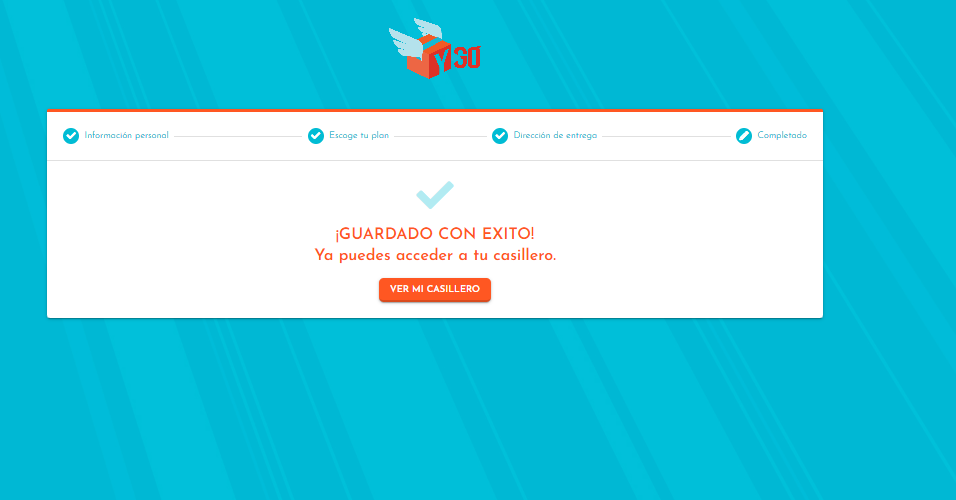 YGO
Información personal
Escoge tu plan
Dirección de entrega
Completado
¡GUARDADO CON EXITO!
Ya puedes acceder a tu casillero.
VER MI CASILLERO